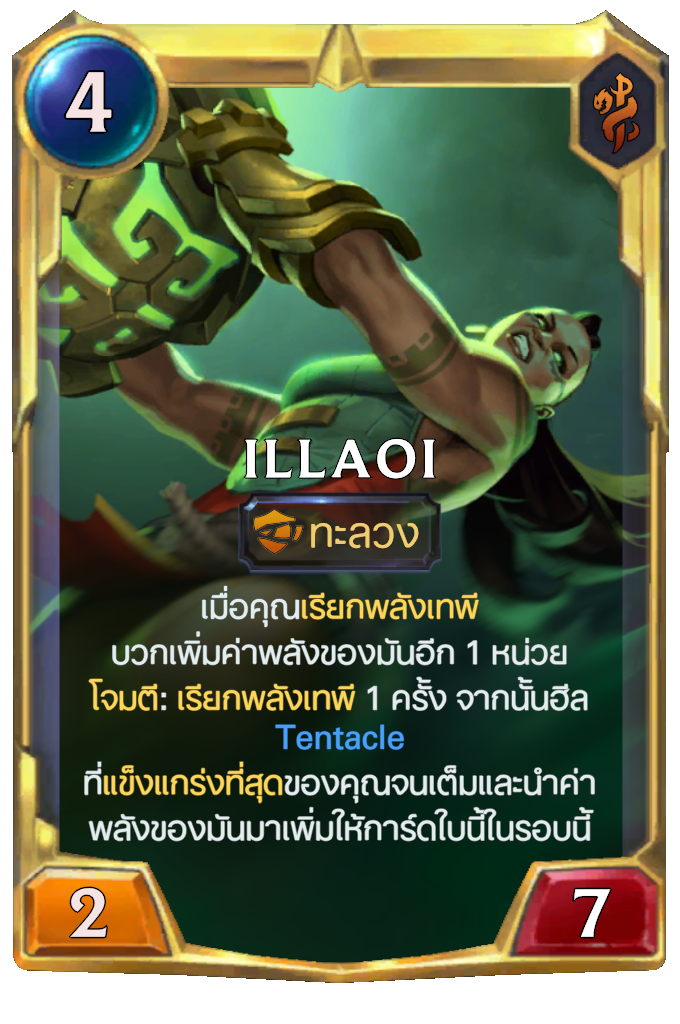 4
ILLAOI
ทะลวง
เมื่อคุณเรียกพลังเทพี
บวกเพิ่มค่าพลังของมันอีก 1 หน่วย
โจมตี: เรียกพลังเทพี 1 ครั้ง จากนั้นฮีล
Tentacle
ที่แข็งแกร่งที่สุดของคุณจนเต็มและนำค่า
พลังของมันมาเพิ่มให้การ์ดใบนี้ในรอบนี้
2
7